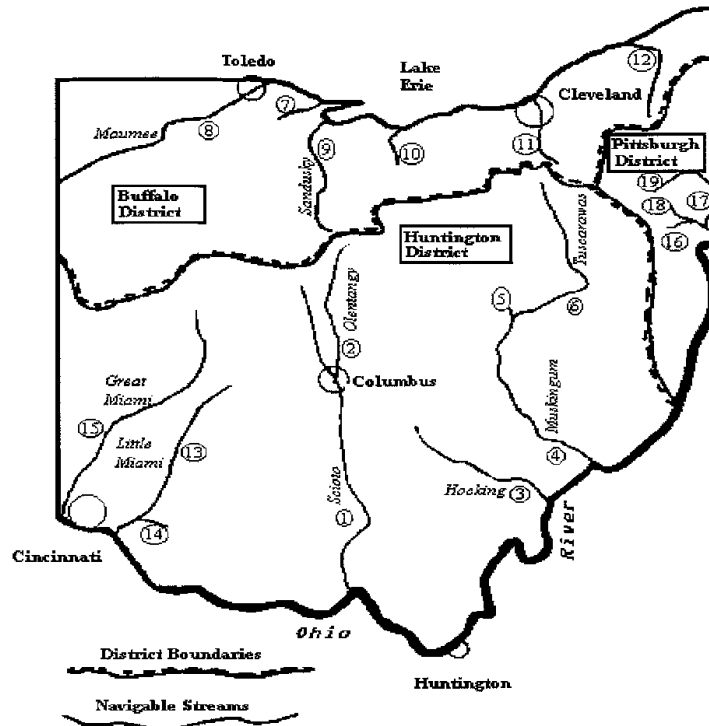 Toledo
Lake
Erie
12
Cleveland
7
Maumee
8
9
10
11
Pittsburgh
District
Sandusky
19
18
17
16
Buffalo
District
Huntington
District
Tuscarawas
Olentangy
5
6
2
Columbus
Great
Miami
15
Little
Miami
13
Muskingum
4
Hocking
3
Scioto
1
14
River
Cincinnati
Ohio
District Boundaries
Huntington
Navigable Streams